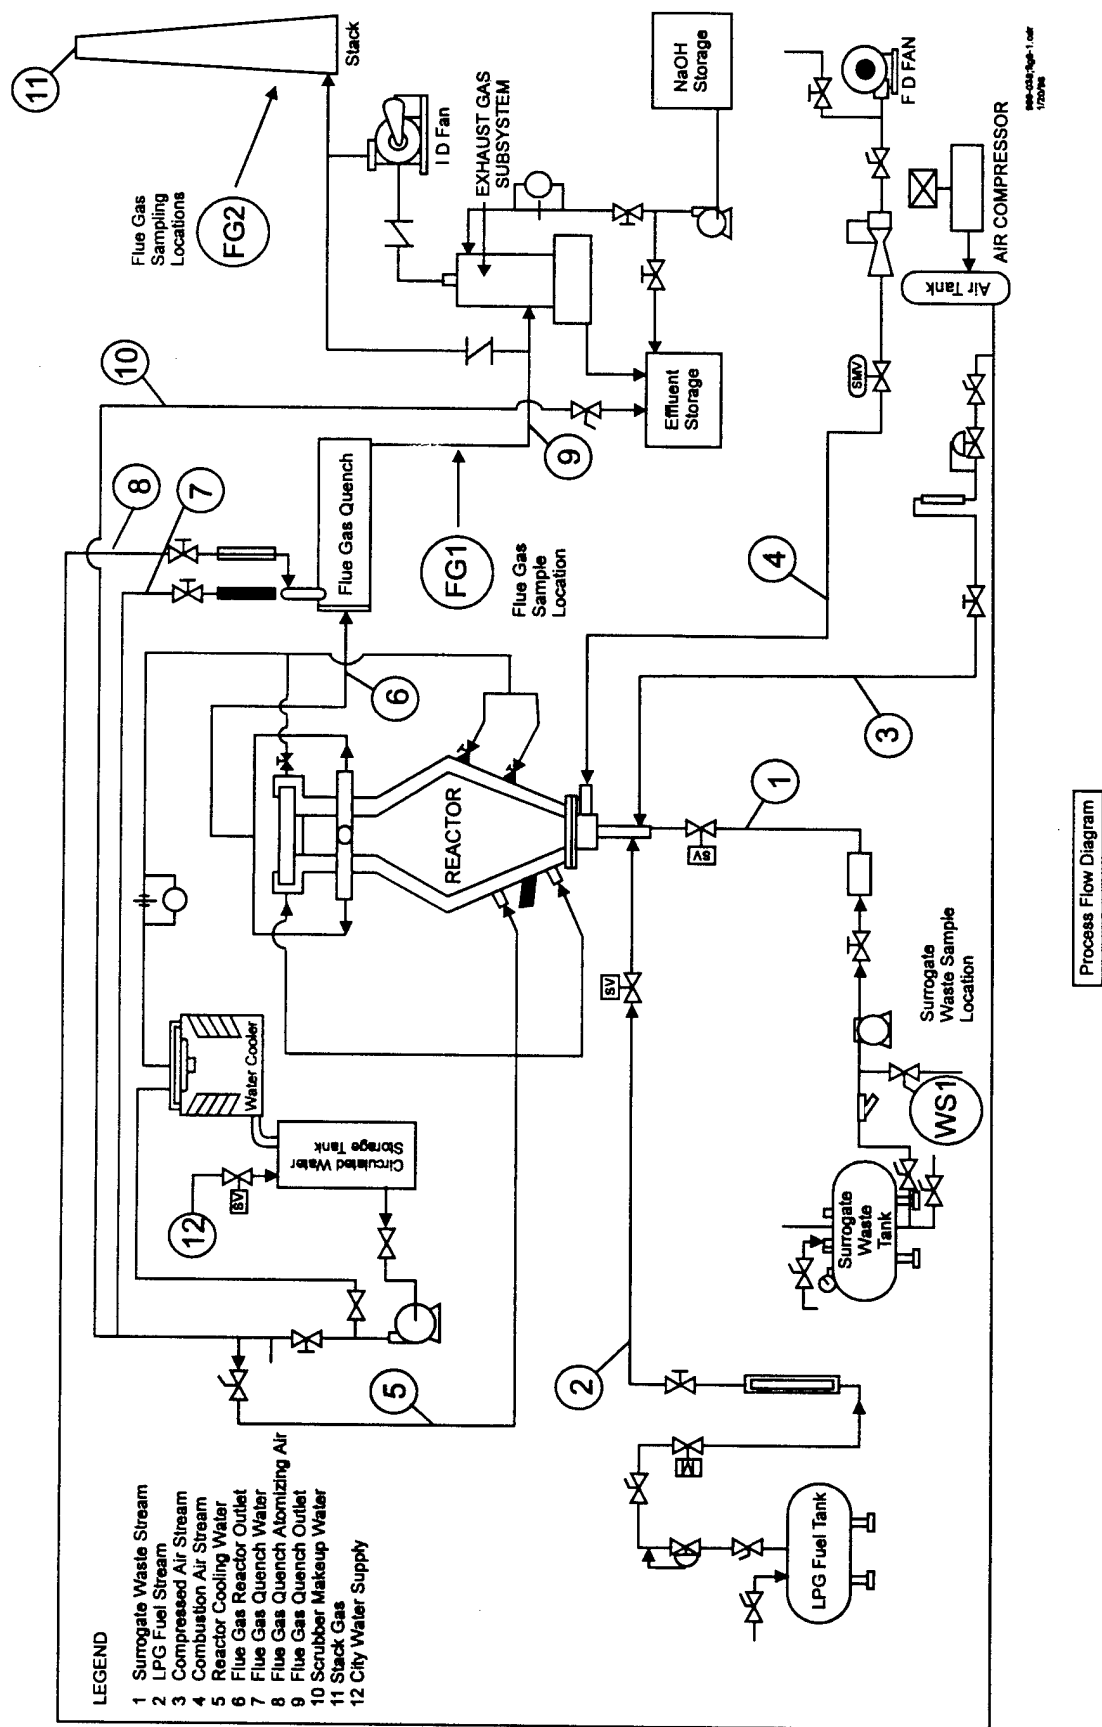 LEGEND
1 Surrogate Waste Stream
2 LPG Fuel Stream
3 Compressed Air Stream
4 Combustion Air Stream
5 Reactor Cooling Water
6 Flue Gas Reactor Outlet
7 Flue Gas Quench Water
8 Flue Gas Quench Atomizing Air
9 Flue Gas Quench Outlet
10 Scrubber Makeup Water
11 Stack Gas
12 City Water Supply
12
SV
Water Cooler
Circulated Water
Storage Tank
5
8
7
10
11
Stack
Flue Gas
Sampling
Locations
FG2
I D Fan
EXHAUST GAS
SUBSYSTEM
NaOH
Storage
Flue Gas Quench
6
REACTOR
FG1
Flue Gas
Sample
Location
9
Effluent
Storage
2
SV
SV
1
4
3
SMV
F D FAN
AIR COMPRESSOR
Air Tank
M
LPG Fuel Tank
Surrogate
Waste
Tank
WS1
Surrogate
Waste Sample
Location
1/20/98
Process Flow Diagram